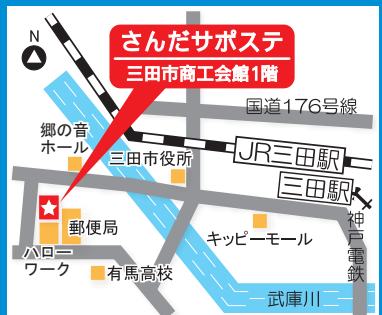 N
さんだサポステ
三田市商工会館1階
国道176号線
郷の音
ホール
三田市役所
JR三田駅
三田駅
神戸電鉄
郵便局
ハロー
ワーク
キッピーモール
有馬高校
武庫川